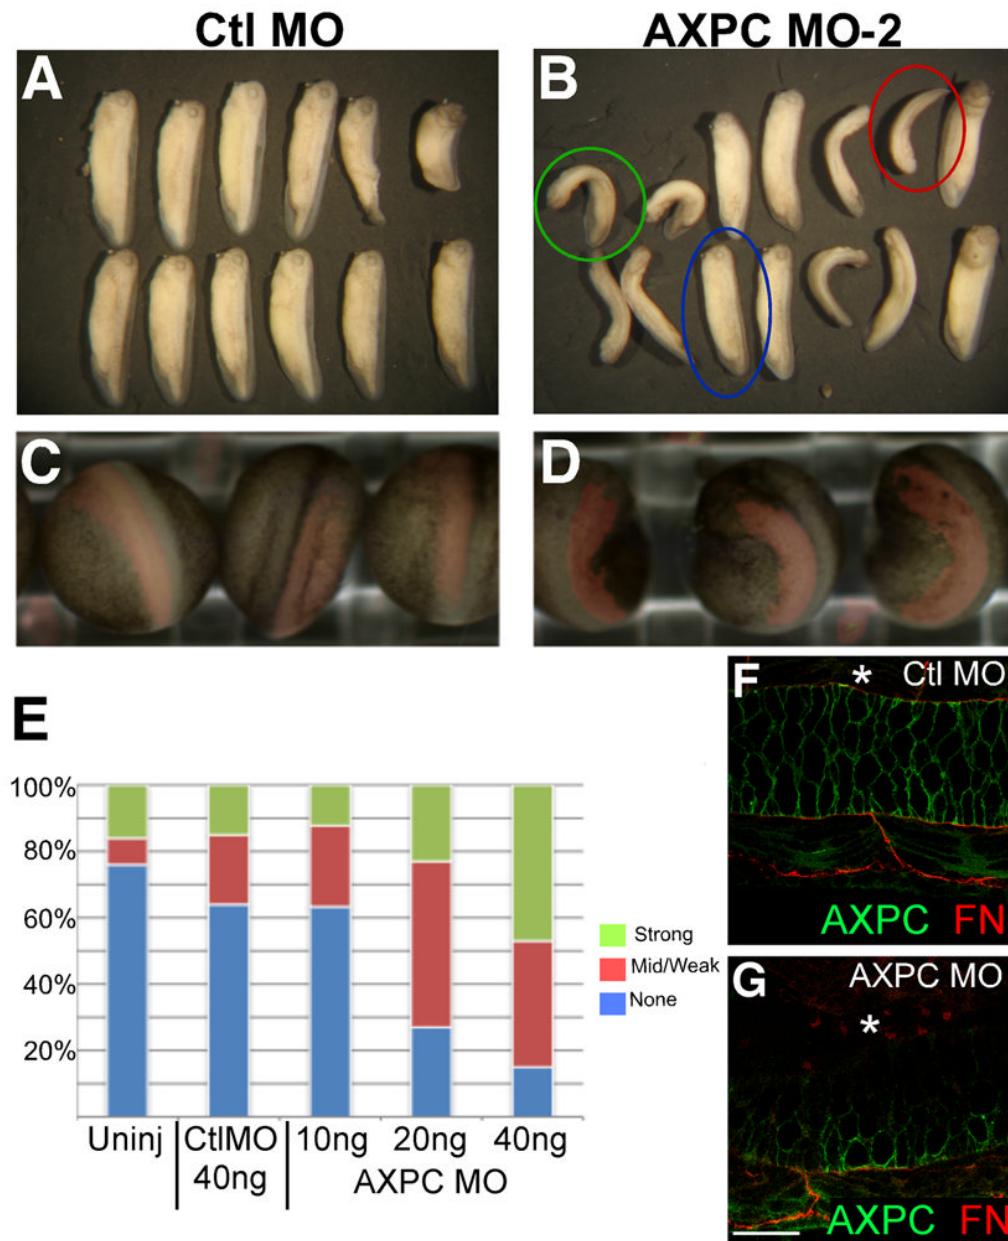 Ctl MO
AXPC MO-2
A
B
C
D
E
100%
80%
60%
40%
20%
Uninj
CtlMO
40ng
10ng
20ng
40ng
AXPC MO
Strong
Mid/Weak
None
F
* Ctl MO
AXPC FN
G
AXPC MO
*
AXPC FN